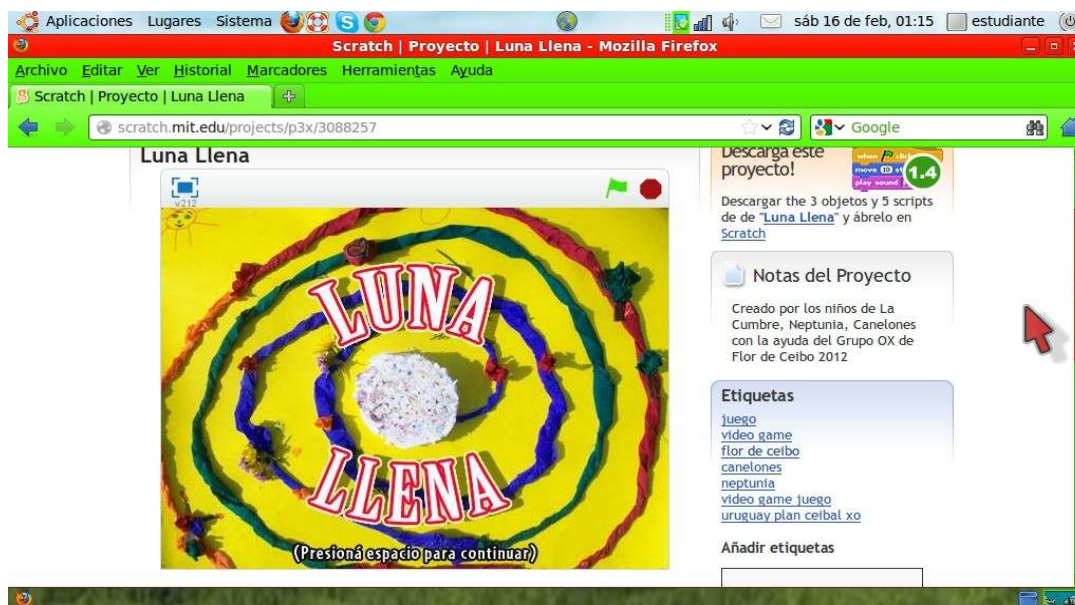 Aplicaciones Lugares Sistema sáb 16 de feb, 01:15 estudiante
Scratch | Proyecto | Luna Llena - Mozilla Firefox
Archivo Editar Ver Historial Marcadores Herramientas Ayuda
Scratch | Proyecto | Luna Llena
scratch.mit.edu/projects/p3x/3088257 Google
Luna Llena
v212
LUNA
LLENA
(Presioná espacio para continuar)
Descarga este
proyecto!
1.4
Descargar the 3 objetos y 5 scripts
de de "Luna Llena" y ábrelo en
Scratch
Notas del Proyecto
Creado por los niños de La
Cumbre, Neptunia, Canelones
con la ayuda del Grupo OX de
Flor de Ceibo 2012
Etiquetas
juego
video game
flor de ceibo
canelones
neptunia
video game juego
uruguay plan ceibal xo
Añadir etiquetas